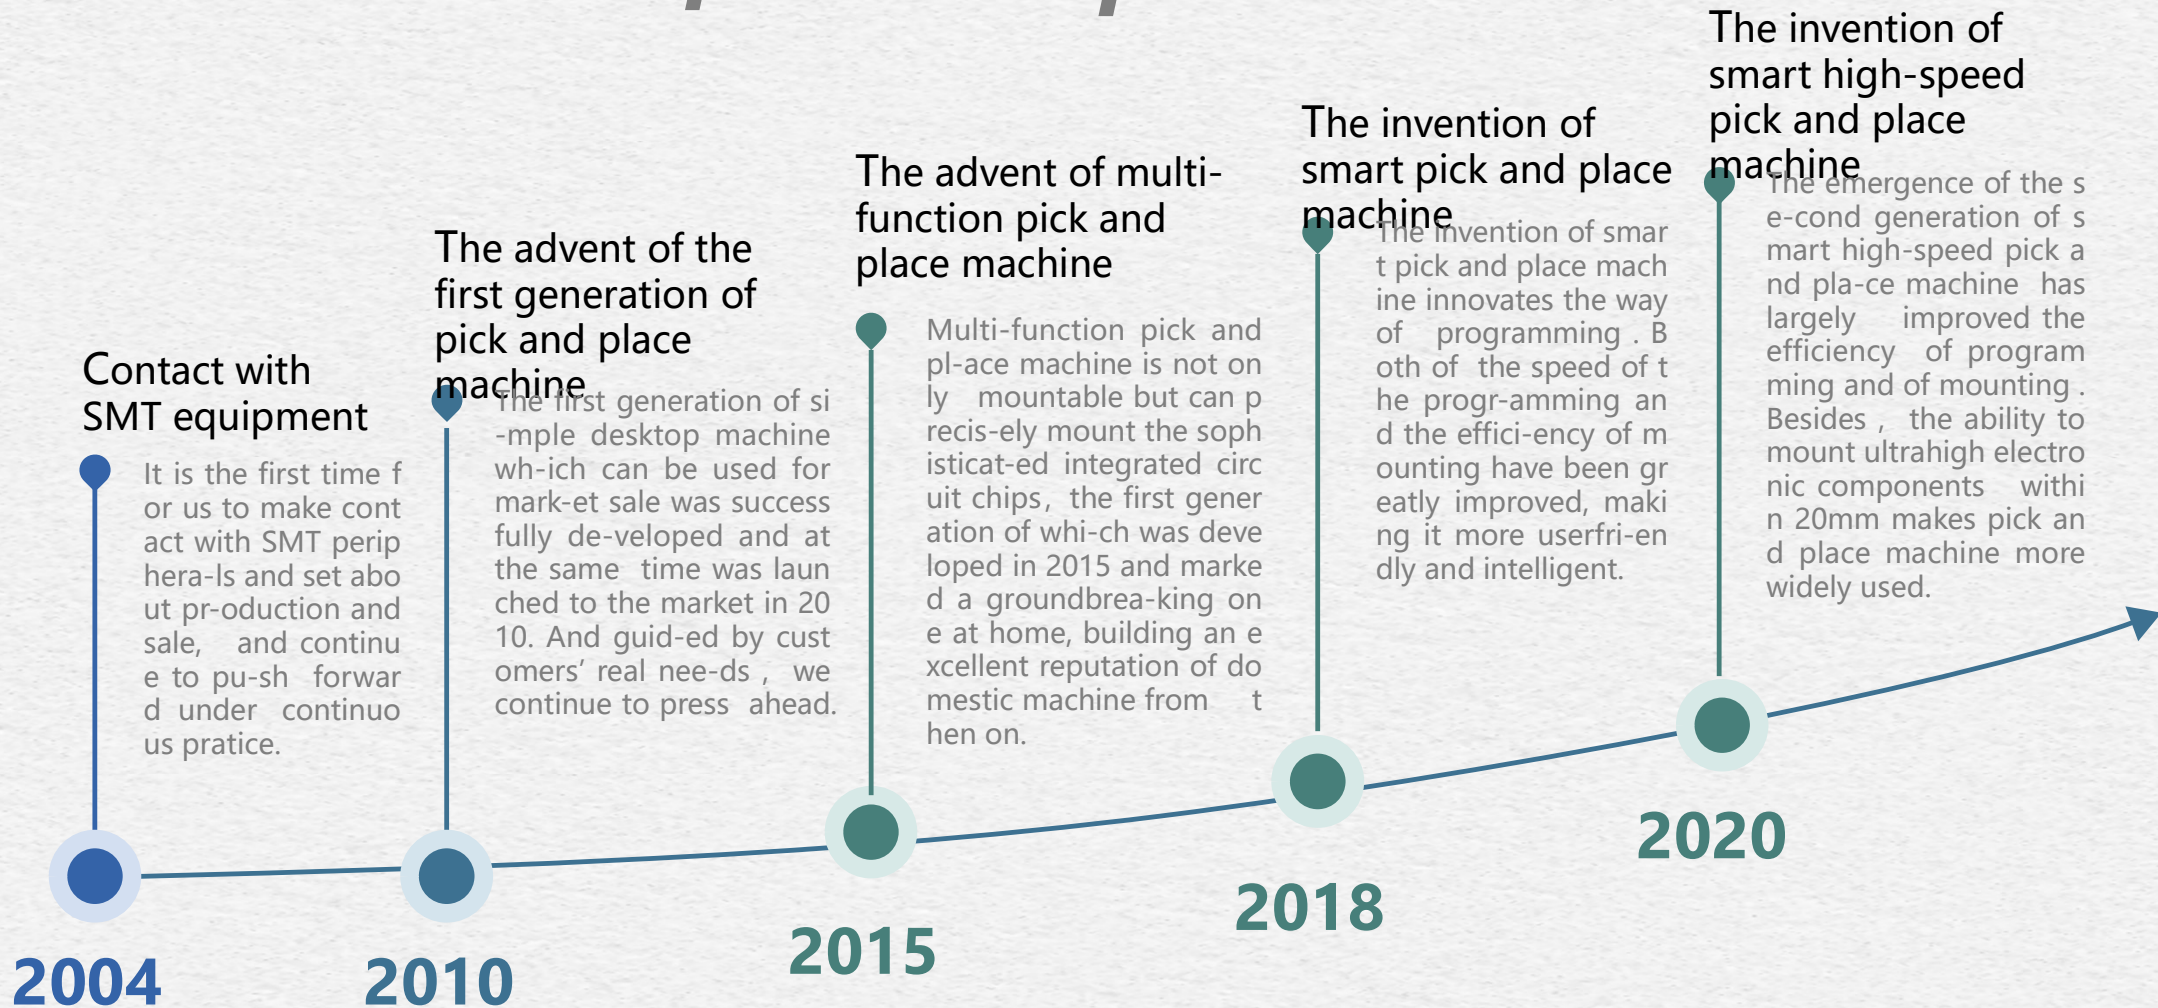 Contact with
SMT equipment
It is the first time f
or us to make cont
act with SMT perip
hera-ls and set abo
ut pr-oduction and
sale, and continu
e to pu-sh forwar
d under continuo
us pratice.
2004
The advent of the
first generation of
pick and place
machine
The first generation of si
-mple desktop machine
wh-ich can be used for
mark-et sale was success
fully de-veloped and at
the same time was laun
ched to the market in 20
10. And guid-ed by cust
omers’ real nee-ds , we
continue to press ahead.
2010
The advent of multi-
function pick and
place machine
Multi-function pick and
pl-ace machine is not on
ly mountable but can p
recis-ely mount the soph
isticat-ed integrated circ
uit chips, the first gener
ation of whi-ch was deve
loped in 2015 and marke
d a groundbrea-king on
e at home, building an e
xcellent reputation of do
mestic machine from t
hen on.
2015
The invention of
smart pick and place
machine
The invention of smar
t pick and place mach
ine innovates the way
of programming . B
oth of the speed of t
he progr-amming an
d the effici-ency of m
ounting have been gr
eatly improved, maki
ng it more userfri-en
dly and intelligent.
2018
The invention of
smart high-speed
pick and place
machine
The emergence of the s
e-cond generation of s
mart high-speed pick a
nd pla-ce machine has
largely improved the
efficiency of program
ming and of mounting .
Besides , the ability to
mount ultrahigh electro
nic components withi
n 20mm makes pick an
d place machine more
widely used.
2020